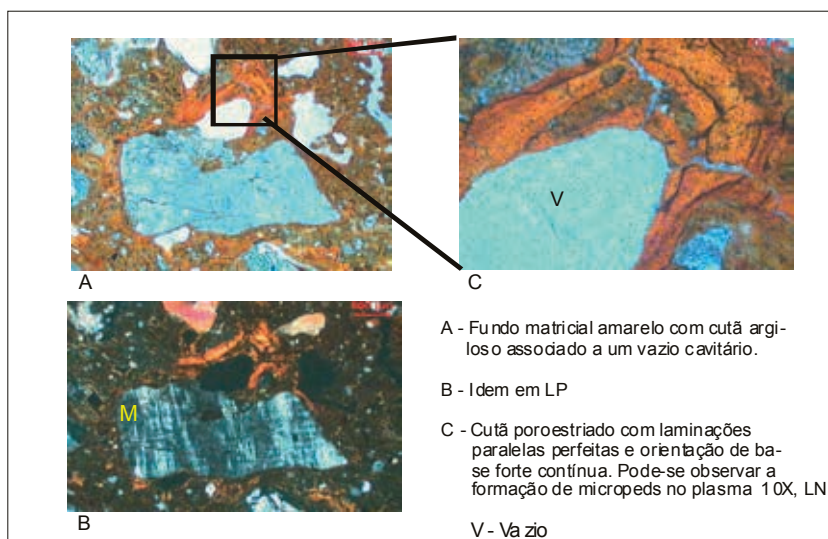 A
V
C
M
B
A - Fundo matricial amarelo com cutã argi-
loso associado a um vazio cavitário.
B - Idem em LP
C - Cutã poroestriado com laminações
paralelas perfeitas e orientação de ba-
se forte contínua. Pode-se observar a
formação de micropeds no plasma 10X, LN
V - Vazio